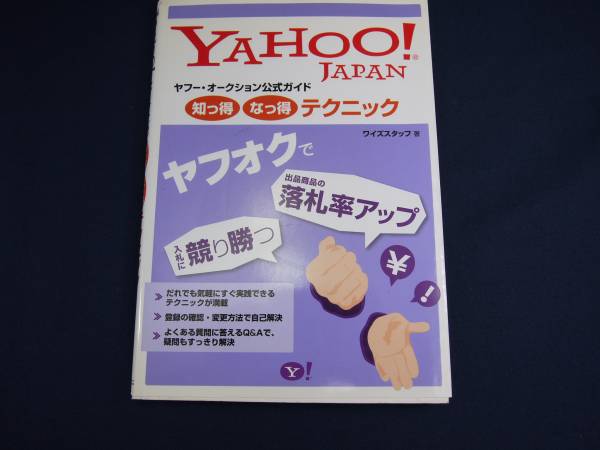 YAHOO!®
JAPAN
ヤフー・オークション公式ガイド
知っ得 なっ得 テクニック
ワイズスタッフ 著
ヤフオクで
出品商品の
落札率アップ
入札に
競り勝つ
¥
!
だれでも気軽にすぐ実践できる
テクニックが満載
登録の確認・変更方法で自己解決
よくある質問に答えるQ&Aで、
疑問もすっきり解決
Y!